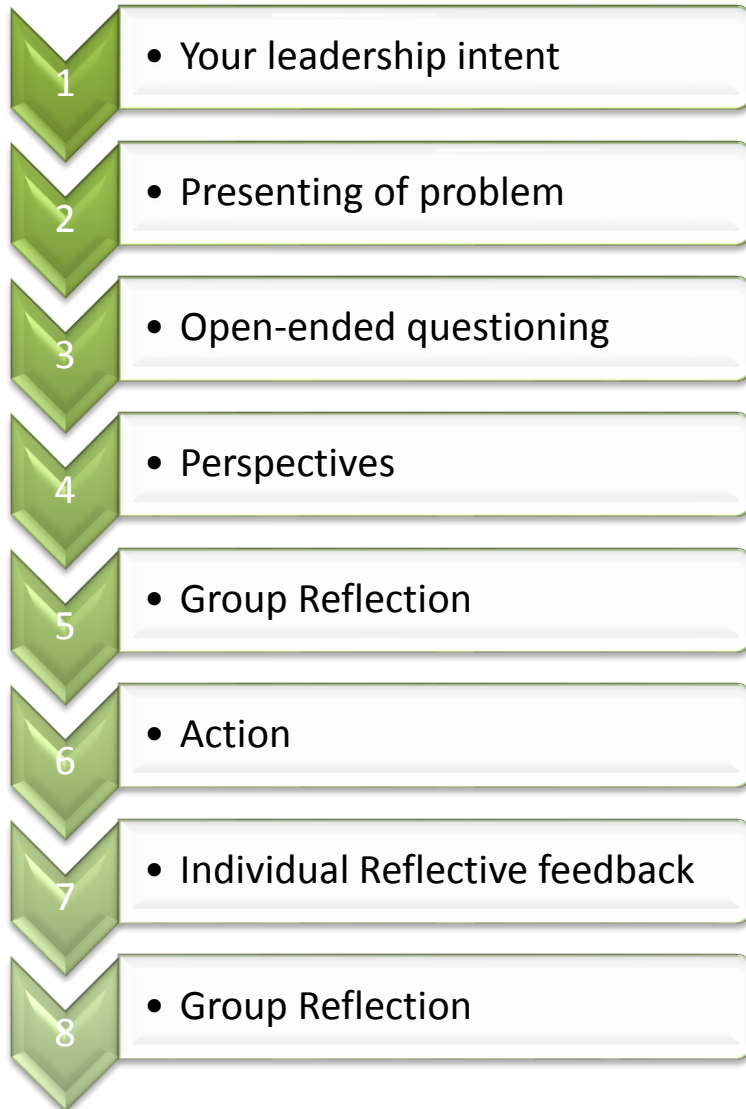 1
• Your leadership intent
2
• Presenting of problem
3
• Open-ended questioning
4
• Perspectives
5
• Group Reflection
6
• Action
7
• Individual Reflective feedback
8
• Group Reflection